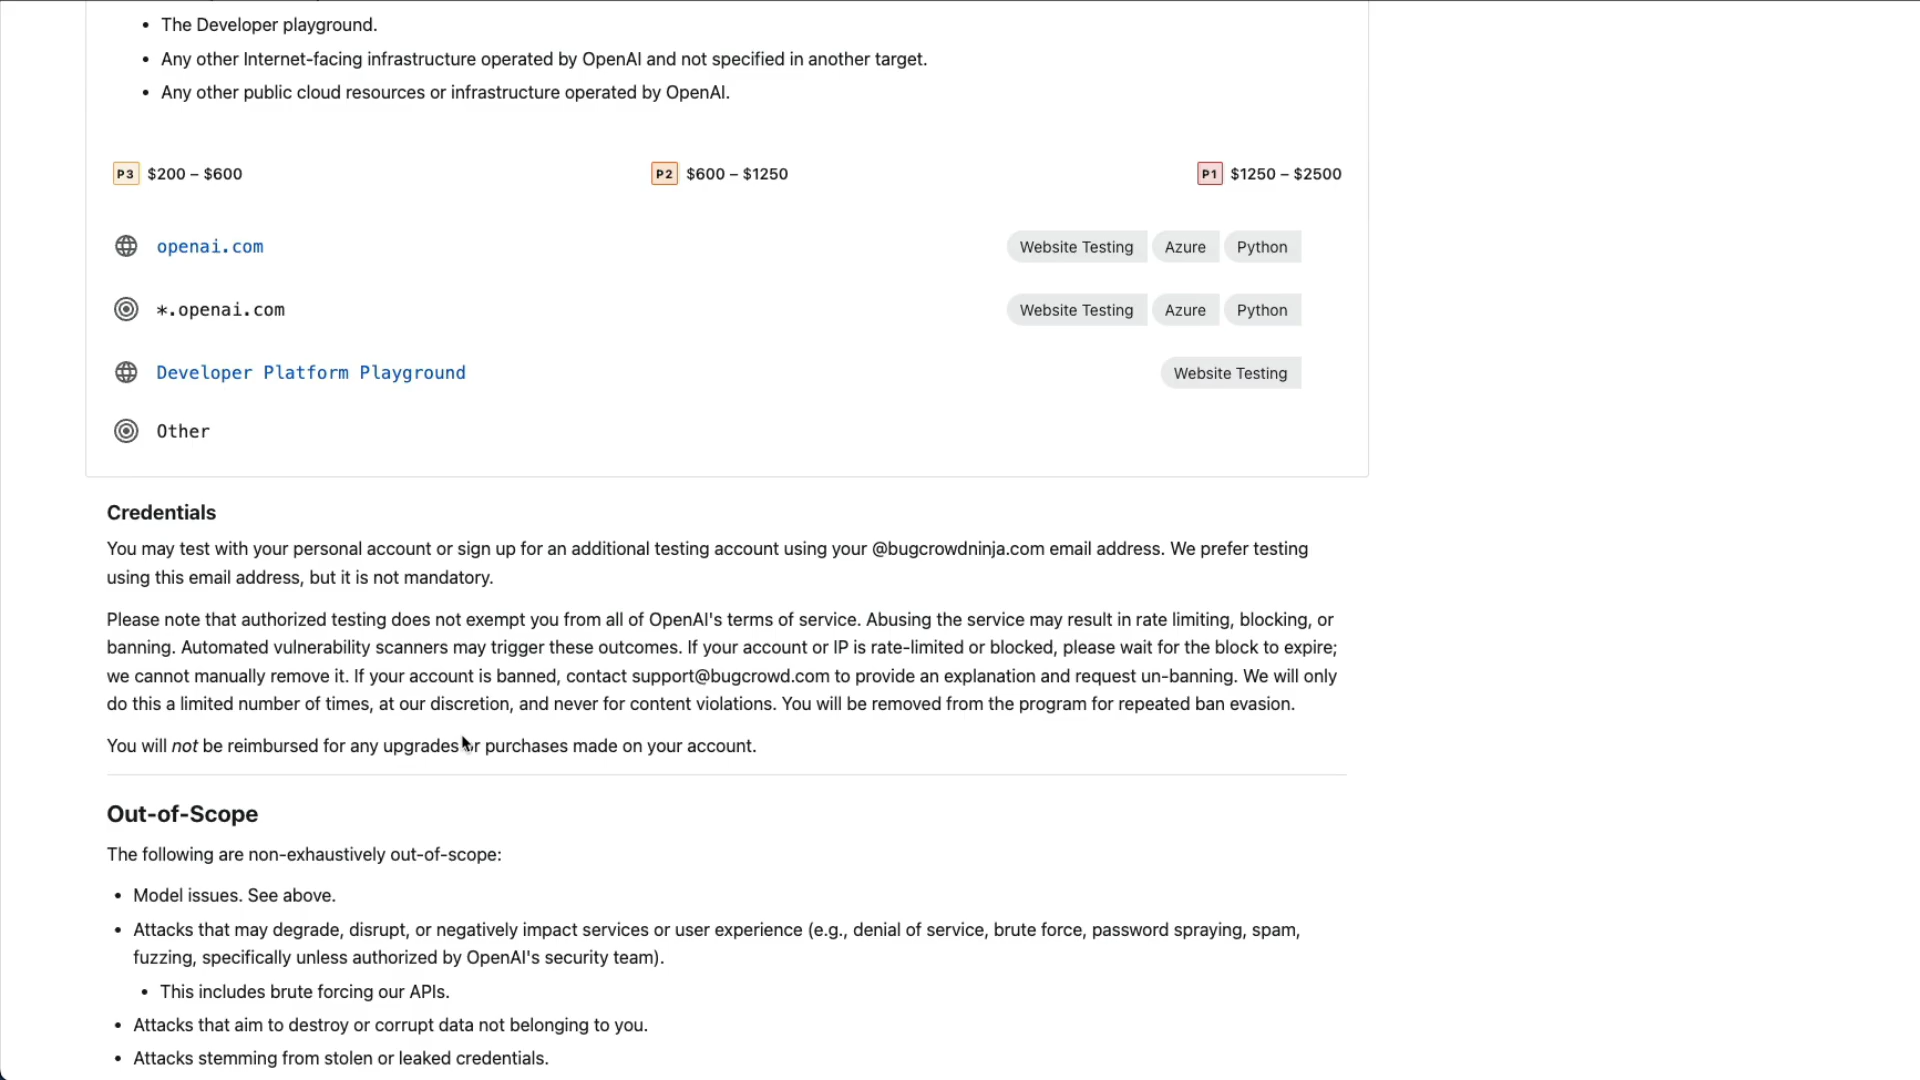 • The Developer playground.
• Any other Internet-facing infrastructure operated by OpenAI and not specified in another target.
• Any other public cloud resources or infrastructure operated by OpenAI.
P3 $200 – $600 P2 $600 – $1250 P1 $1250 – $2500
openai.com Website Testing Azure Python
*.openai.com Website Testing Azure Python
Developer Platform Playground Website Testing
Other
Credentials
You may test with your personal account or sign up for an additional testing account using your @bugcrowdninja.com email address. We prefer testing
using this email address, but it is not mandatory.
Please note that authorized testing does not exempt you from all of OpenAI's terms of service. Abusing the service may result in rate limiting, blocking, or
banning. Automated vulnerability scanners may trigger these outcomes. If your account or IP is rate-limited or blocked, please wait for the block to expire;
we cannot manually remove it. If your account is banned, contact support@bugcrowd.com to provide an explanation and request un-banning. We will only
do this a limited number of times, at our discretion, and never for content violations. You will be removed from the program for repeated ban evasion.
You will not be reimbursed for any upgrades or purchases made on your account.
Out-of-Scope
The following are non-exhaustively out-of-scope:
• Model issues. See above.
• Attacks that may degrade, disrupt, or negatively impact services or user experience (e.g., denial of service, brute force, password spraying, spam,
fuzzing, specifically unless authorized by OpenAI's security team).
• This includes brute forcing our APIs.
• Attacks that aim to destroy or corrupt data not belonging to you.
• Attacks stemming from stolen or leaked credentials.